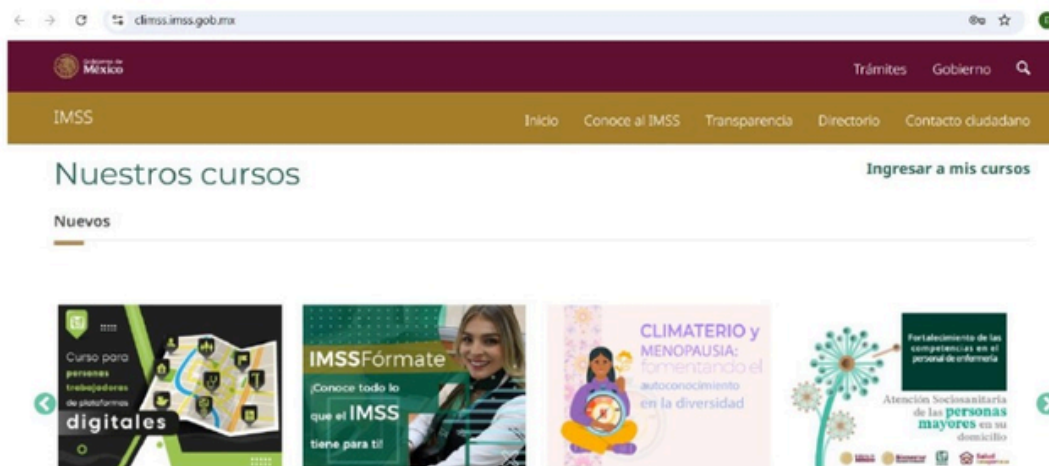 climss.imss.gob.mx
Gobierno de
México
Trámites Gobierno
IMSS
Inicio Conoce al IMSS Transparencia Directorio Contacto ciudadano
Nuestros cursos
Ingresar a mis cursos
Nuevos
Curso para
personas
trabajadoras
de plataformas
digitales
IMSSFórmate
¡Conoce todo lo
que el IMSS
tiene para ti!
CLIMATERIO y
MENOPAUSIA:
fomentando el
autoconocimiento
en la diversidad
Fortalecimiento de las
competencias en el
personal de enfermería
Atención Sociosanitaria
de las personas
mayores en su
domicilio
Salud